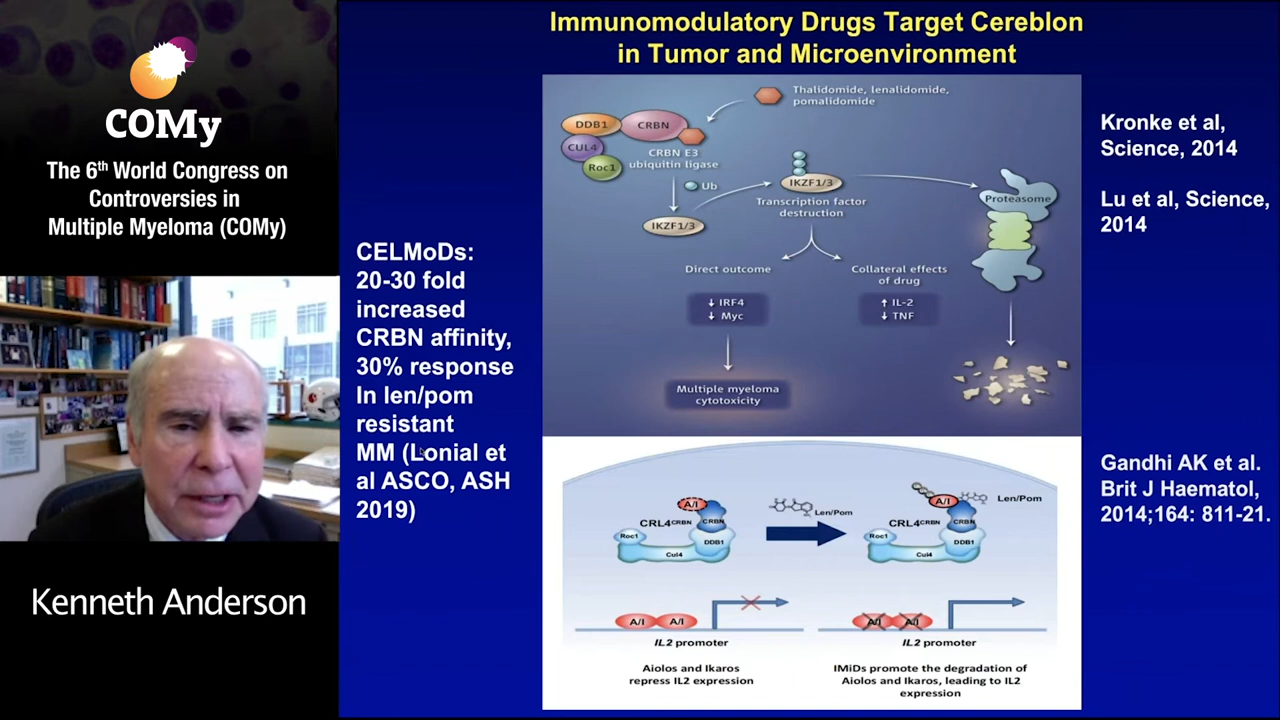 COMy
The 6th World Congress on
Controversies in
Multiple Myeloma (COMy)
Kenneth Anderson
Immunomodulatory Drugs Target Cereblon
in Tumor and Microenvironment
CELMoDs:
20-30 fold
increased
CRBN affinity,
30% response
In len/pom
resistant
MM (Lonial et
al ASCO, ASH
2019)
Thalidomide, lenalidomide,
pomalidomide
DDB1
CRBN
CUL4
Roc1
CRBN E3
ubiquitin ligase
Ub
IKZF1/3
IKZF1/3
Transcription factor
destruction
Proteasome
Direct outcome
Collateral effects
of drug
↓ IRF4
↓ Myc
↑ IL-2
↓ TNF
Multiple myeloma
cytotoxicity
A/I
CRL4CRBN
CRBN
Roc1
DDB1
Cul4
Len/Pom
A/I
Len/Pom
CRL4CRBN
CRBN
Roc1
DDB1
Cul4
A/I A/I
IL2 promoter
A/I A/I
IL2 promoter
Aiolos and Ikaros
repress IL2 expression
IMiDs promote the degradation of
Aiolos and Ikaros, leading to IL2
expression
Kronke et al,
Science, 2014
Lu et al, Science,
2014
Gandhi AK et al.
Brit J Haematol,
2014;164: 811-21.